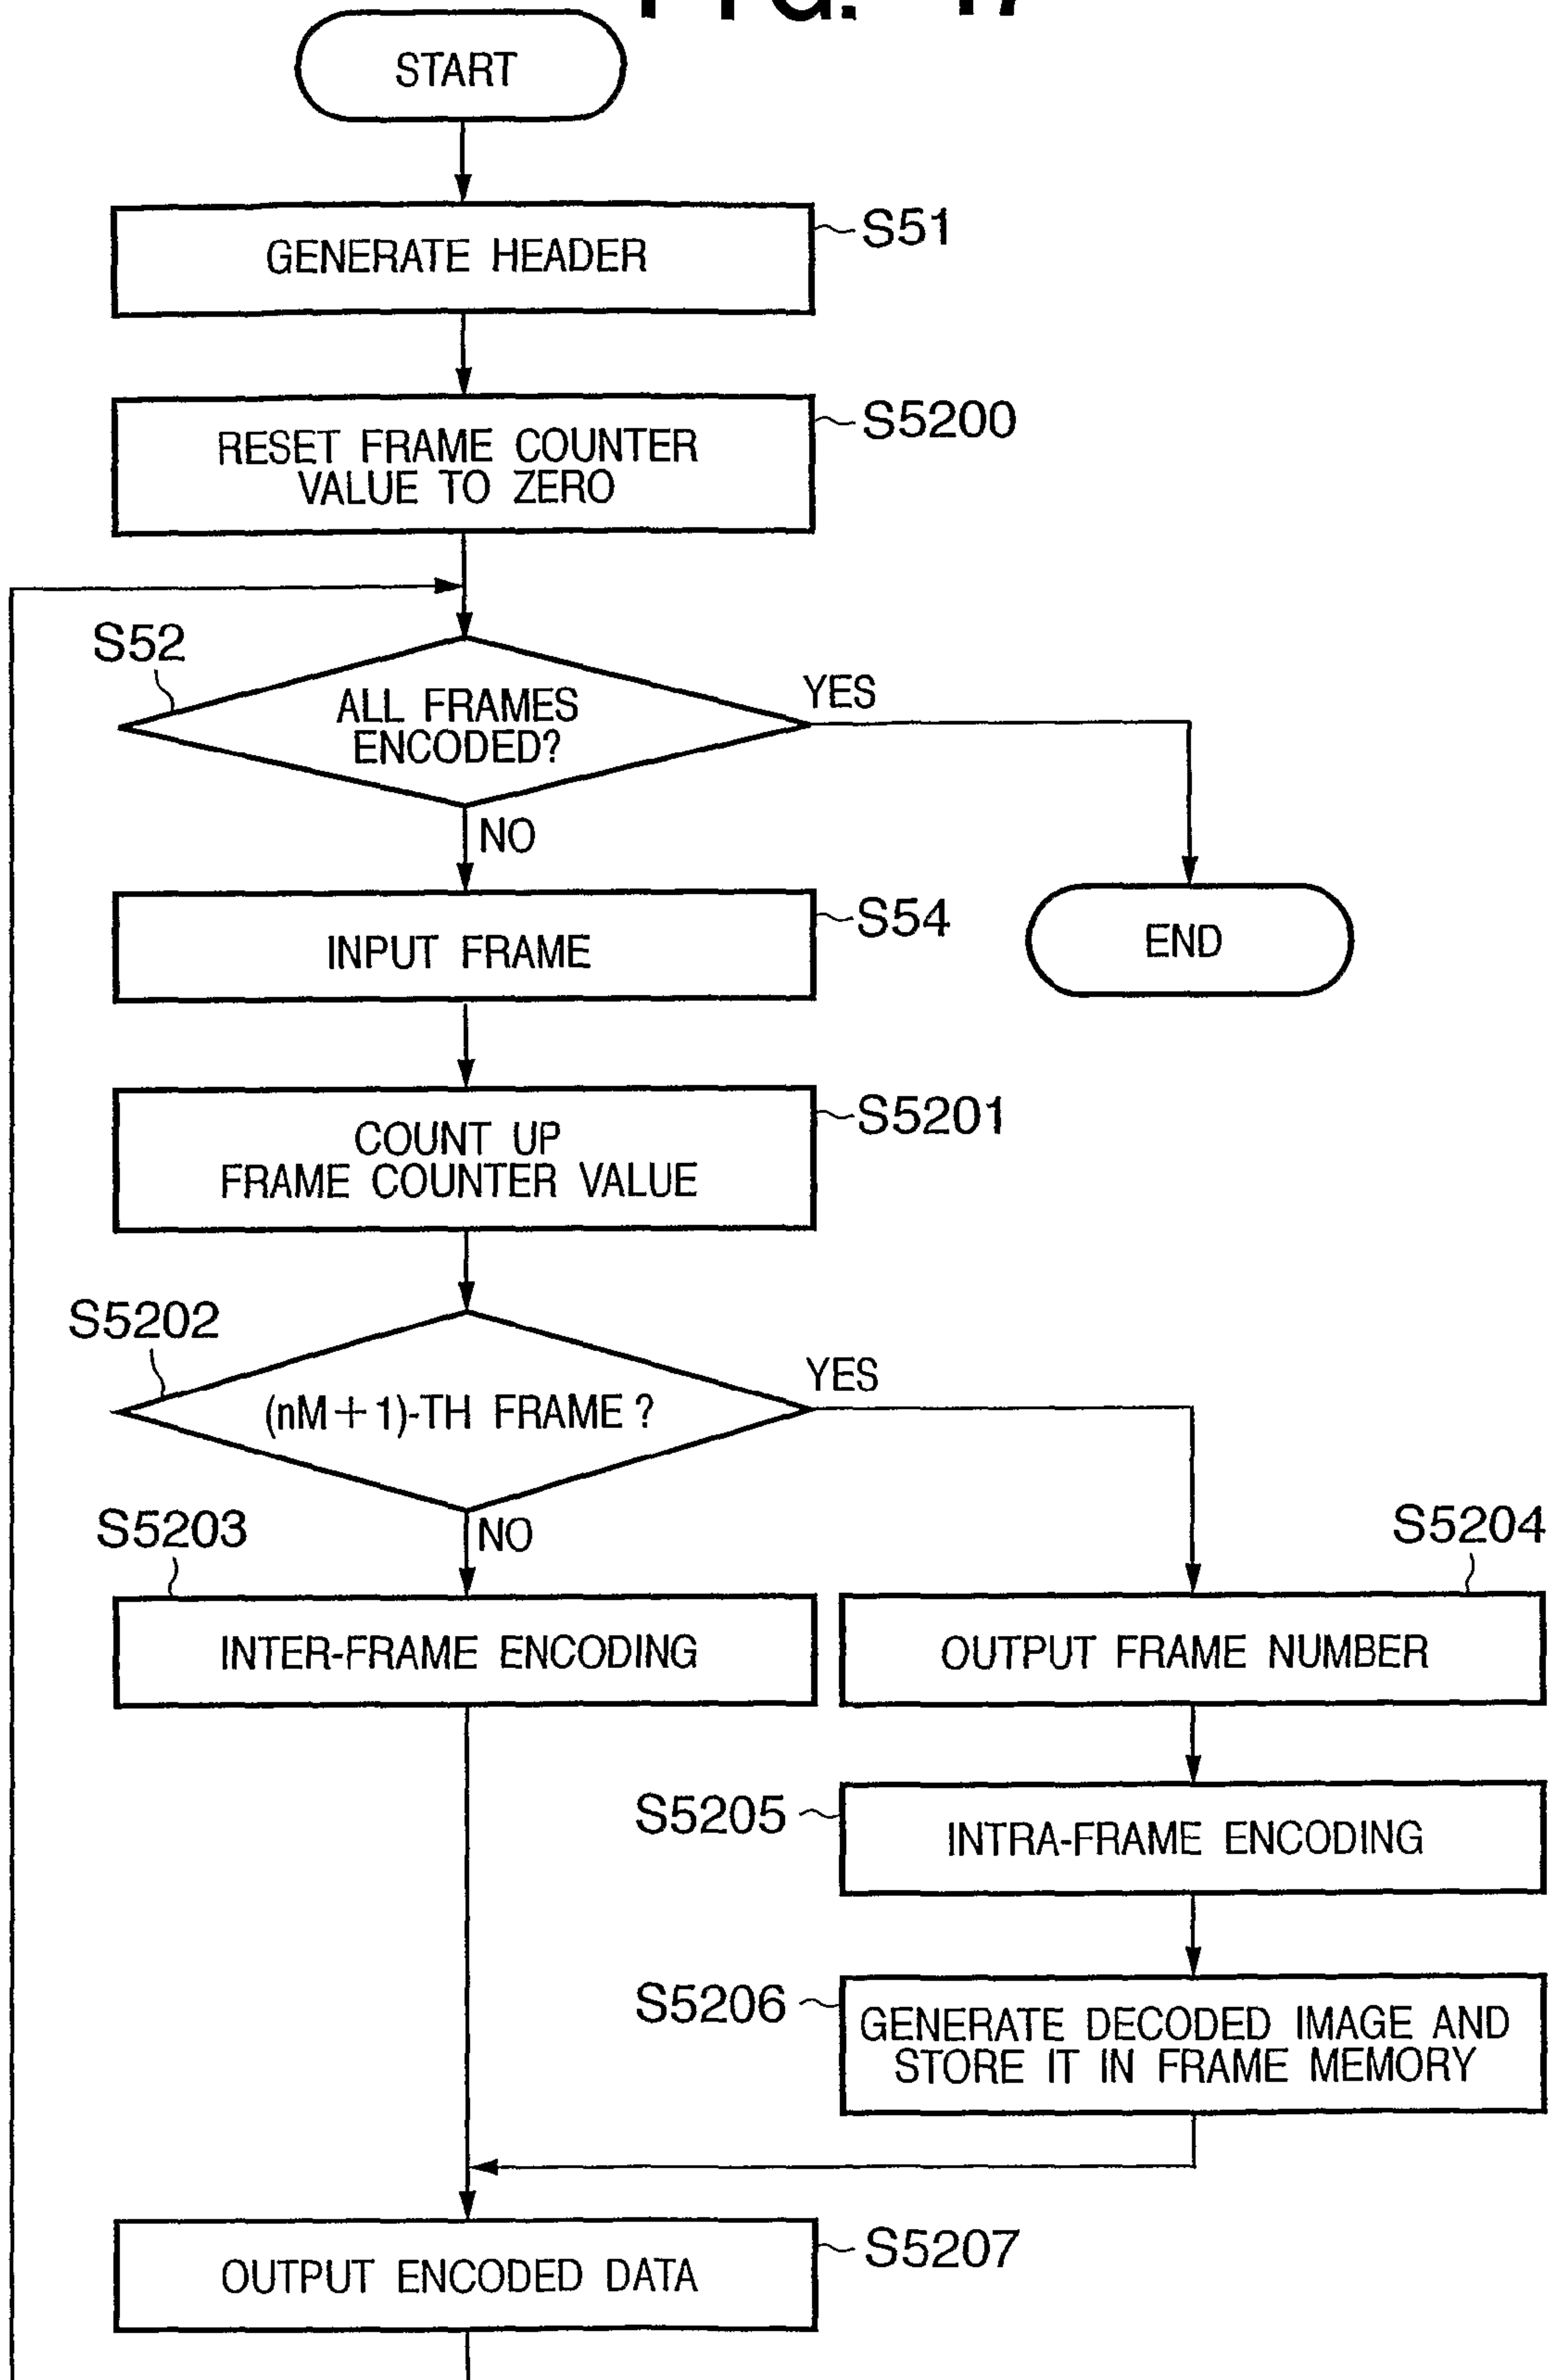 START
GENERATE HEADER
S51
RESET FRAME COUNTER
VALUE TO ZERO
S5200
S52
ALL FRAMES
ENCODED?
YES
NO
INPUT FRAME
S54
END
COUNT UP
FRAME COUNTER VALUE
S5201
S5202
(nM+1)-TH FRAME?
YES
NO
S5203
INTER-FRAME ENCODING
S5204
OUTPUT FRAME NUMBER
S5205
INTRA-FRAME ENCODING
S5206
GENERATE DECODED IMAGE AND
STORE IT IN FRAME MEMORY
OUTPUT ENCODED DATA
S5207